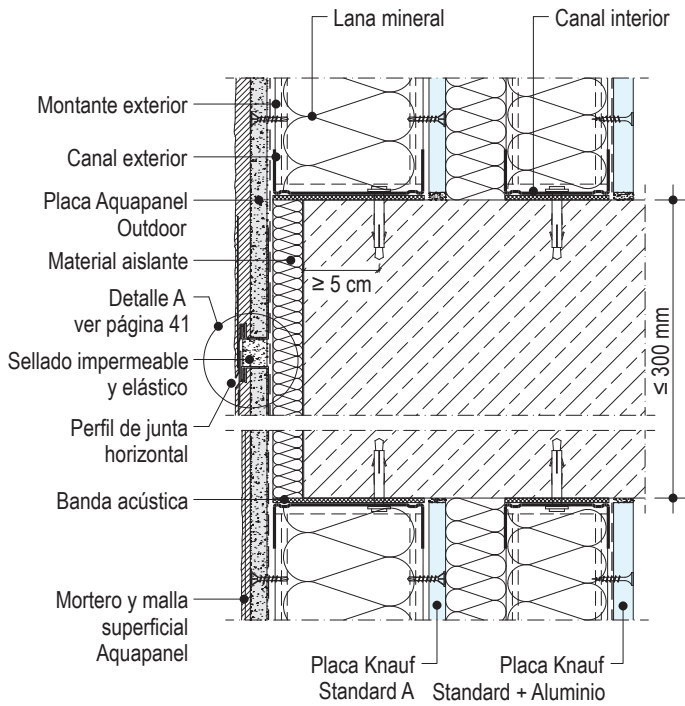 Lana mineral
Canal interior
Montante exterior
Canal exterior
Placa Aquapanel
Outdoor
Material aislante
≥ 5 cm
Detalle A
ver página 41
≤ 300 mm
Sellado impermeable
y elástico
Perfil de junta
horizontal
Banda acústica
Mortero y malla
superficial
Aquapanel
Placa Knauf
Standard A
Placa Knauf
Standard + Aluminio